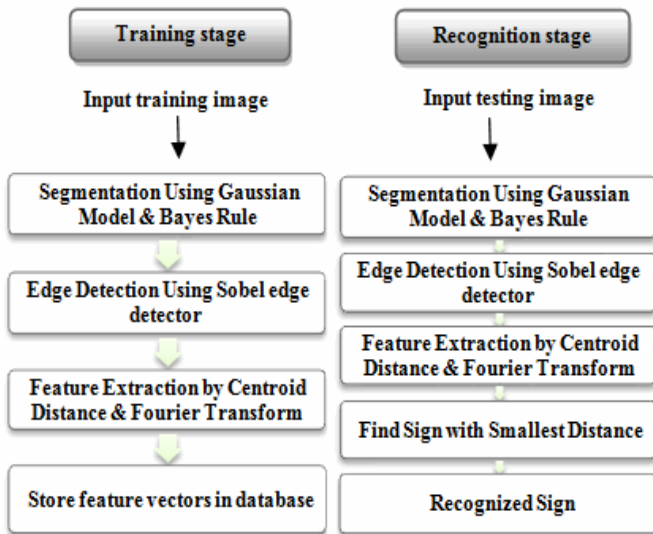 Training stage
Input training image
Segmentation Using Gaussian
Model & Bayes Rule
Edge Detection Using Sobel edge
detector
Feature Extraction by Centroid
Distance & Fourier Transform
Store feature vectors in database
Recognition stage
Input testing image
Segmentation Using Gaussian
Model & Bayes Rule
Edge Detection Using Sobel edge
detector
Feature Extraction by Centroid
Distance & Fourier Transform
Find Sign with Smallest Distance
Recognized Sign